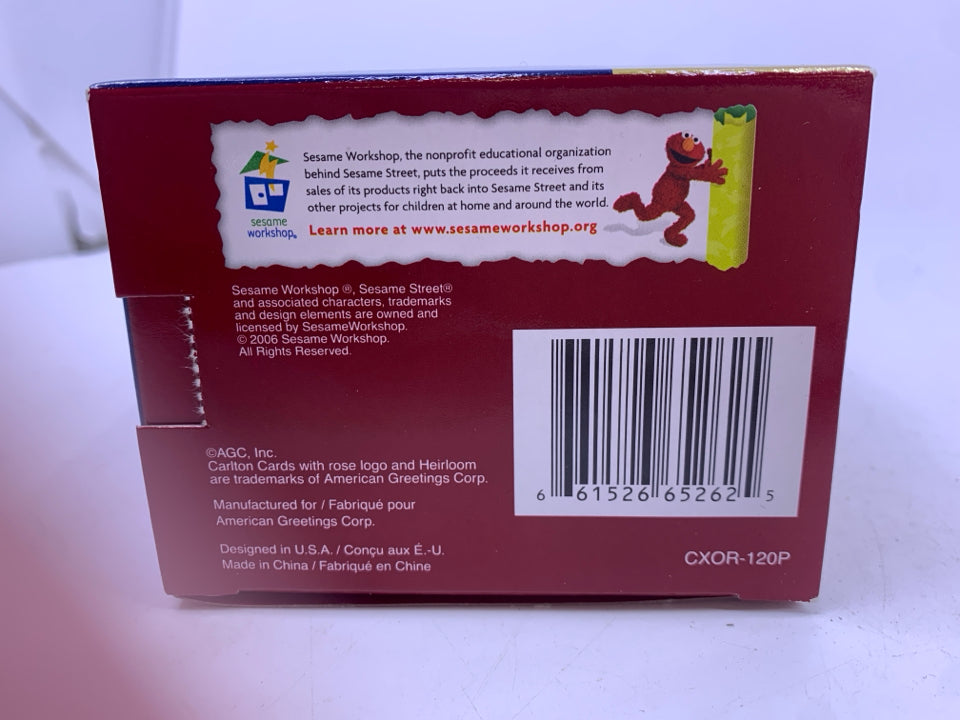 Sesame Workshop, the nonprofit educational organization
behind Sesame Street, puts the proceeds it receives from
sales of its products right back into Sesame Street and its
other projects for children at home and around the world.
Learn more at www.sesameworkshop.org
sesame
workshop®
Sesame Workshop ®, Sesame Street®
and associated characters, trademarks
and design elements are owned and
licensed by SesameWorkshop.
© 2006 Sesame Workshop.
All Rights Reserved.
©AGC, Inc.
Carlton Cards with rose logo and Heirloom
are trademarks of American Greetings Corp.
Manufactured for / Fabriqué pour
American Greetings Corp.
Designed in U.S.A. / Conçu aux É.-U.
Made in China / Fabriqué en Chine
6 61526 65262 5
CXOR-120P